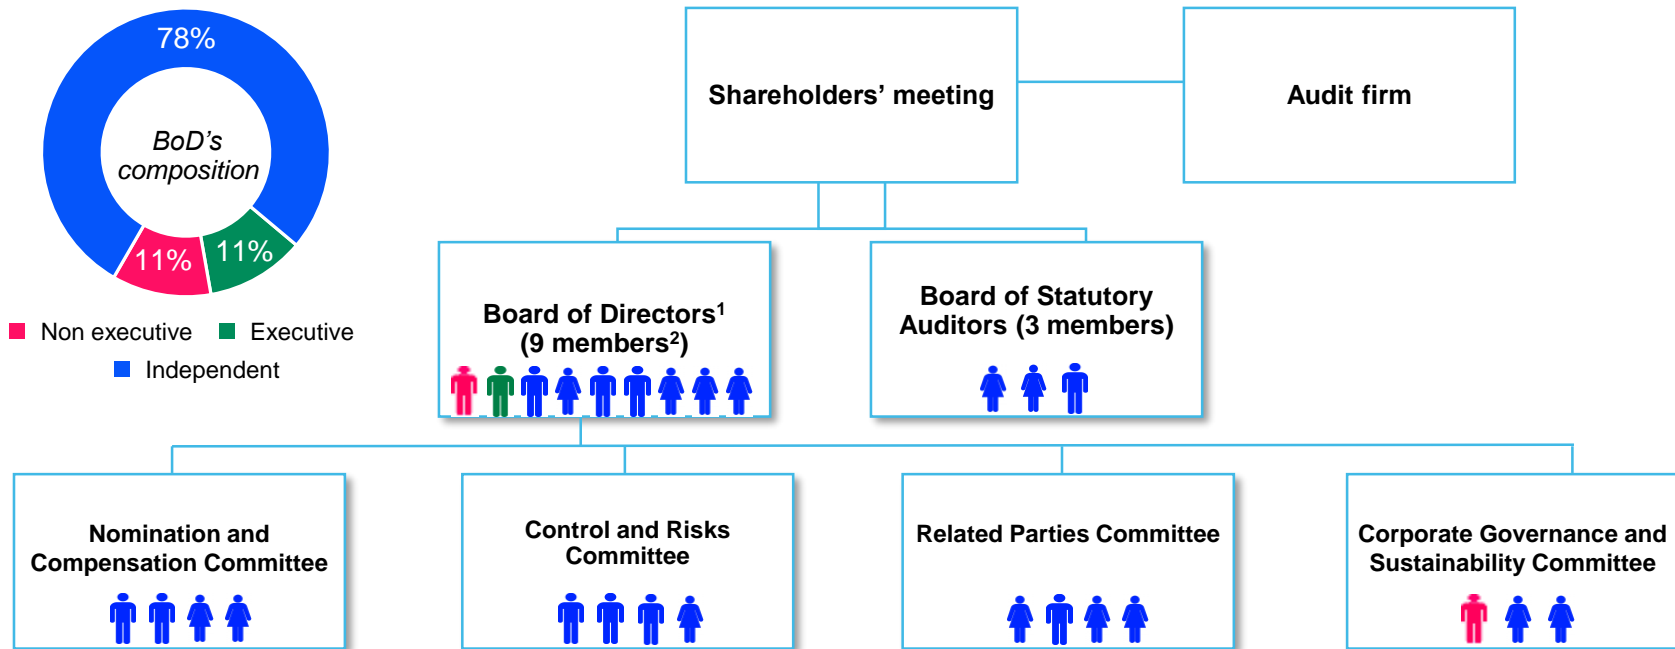 78%
BoD's
composition
11%
11%
Non executive
Executive
Independent
Shareholders' meeting
Audit firm
Board of Directors¹
(9 members²)
Board of Statutory
Auditors (3 members)
Nomination and
Compensation Committee
Control and Risks
Committee
Related Parties Committee
Corporate Governance and
Sustainability Committee